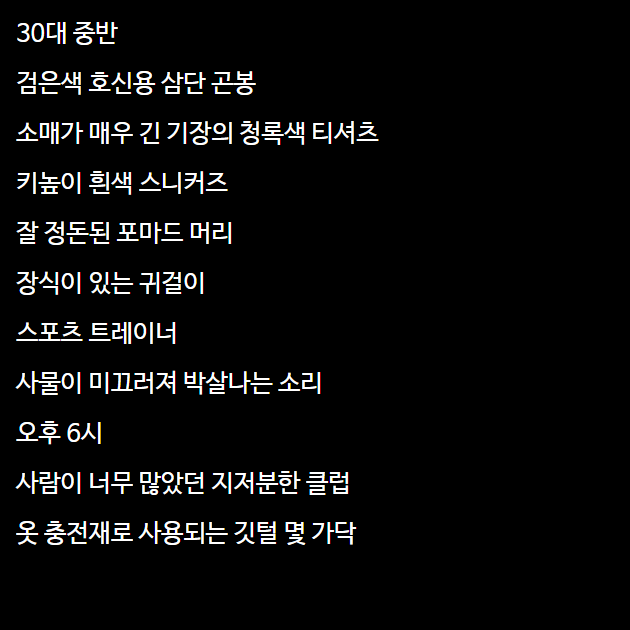 30대 중반
검은색 호신용 삼단 곤봉
소매가 매우 긴 기장의 청록색 티셔츠
키높이 흰색 스니커즈
잘 정돈된 포마드 머리
장식이 있는 귀걸이
스포츠 트레이너
사물이 미끄러져 박살나는 소리
오후 6시
사람이 너무 많았던 지저분한 클럽
옷 충전재로 사용되는 깃털 몇 가닥